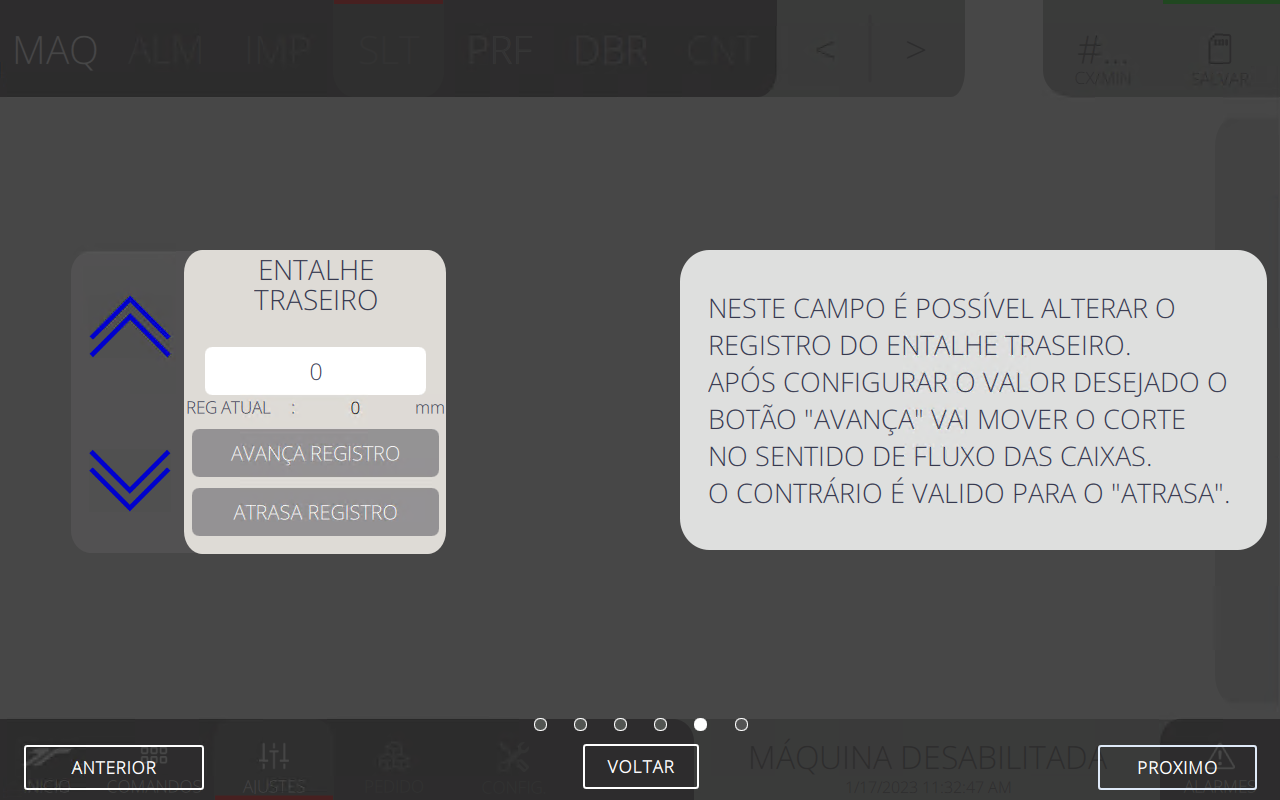 MAQ ALM IMP SLT PRF DBR CNT < > #...
CX/MIN SALVAR
ENTALHE
TRASEIRO
0
REG ATUAL : 0 mm
AVANÇA REGISTRO
ATRASA REGISTRO
NESTE CAMPO É POSSÍVEL ALTERAR O
REGISTRO DO ENTALHE TRASEIRO.
APÓS CONFIGURAR O VALOR DESEJADO O
BOTÃO "AVANÇA" VAI MOVER O CORTE
NO SENTIDO DE FLUXO DAS CAIXAS.
O CONTRÁRIO É VALIDO PARA O "ATRASA".
MÁQUINA DESABILITADA
ANTERIOR
VOLTAR
PROXIMO
INICIO COMANDOS AJUSTES PEDIDO CONFIG 1/17/2023 11:32:47 AM ALARMES